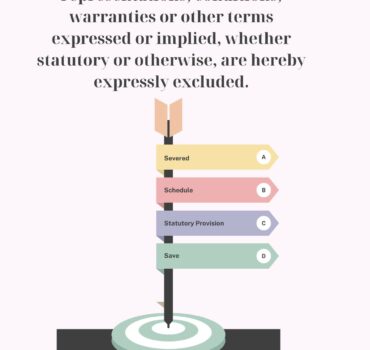 warranties or other terms
expressed or implied, whether
statutory or otherwise, are hereby
expressly excluded.
Severed A
Schedule B
Statutory Provision C
Save D